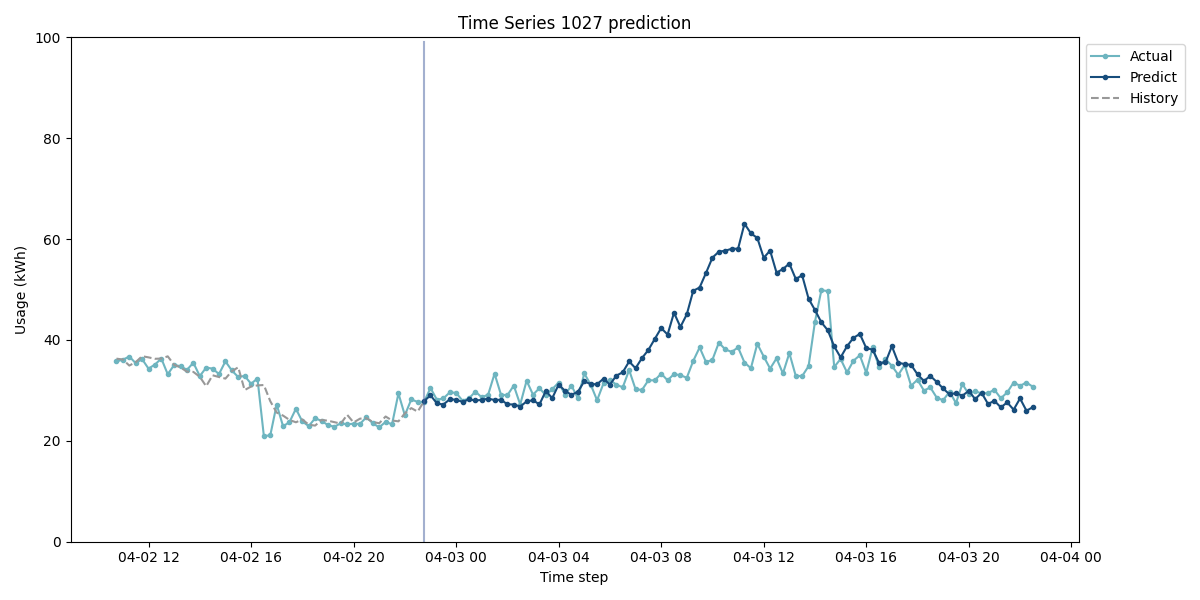 Time Series 1027 prediction
100
80
60
40
20
0
Usage (kWh)
04-02 12
04-02 16
04-02 20
04-03 00
04-03 04
04-03 08
04-03 12
04-03 16
04-03 20
04-04 00
Time step
Actual
Predict
History